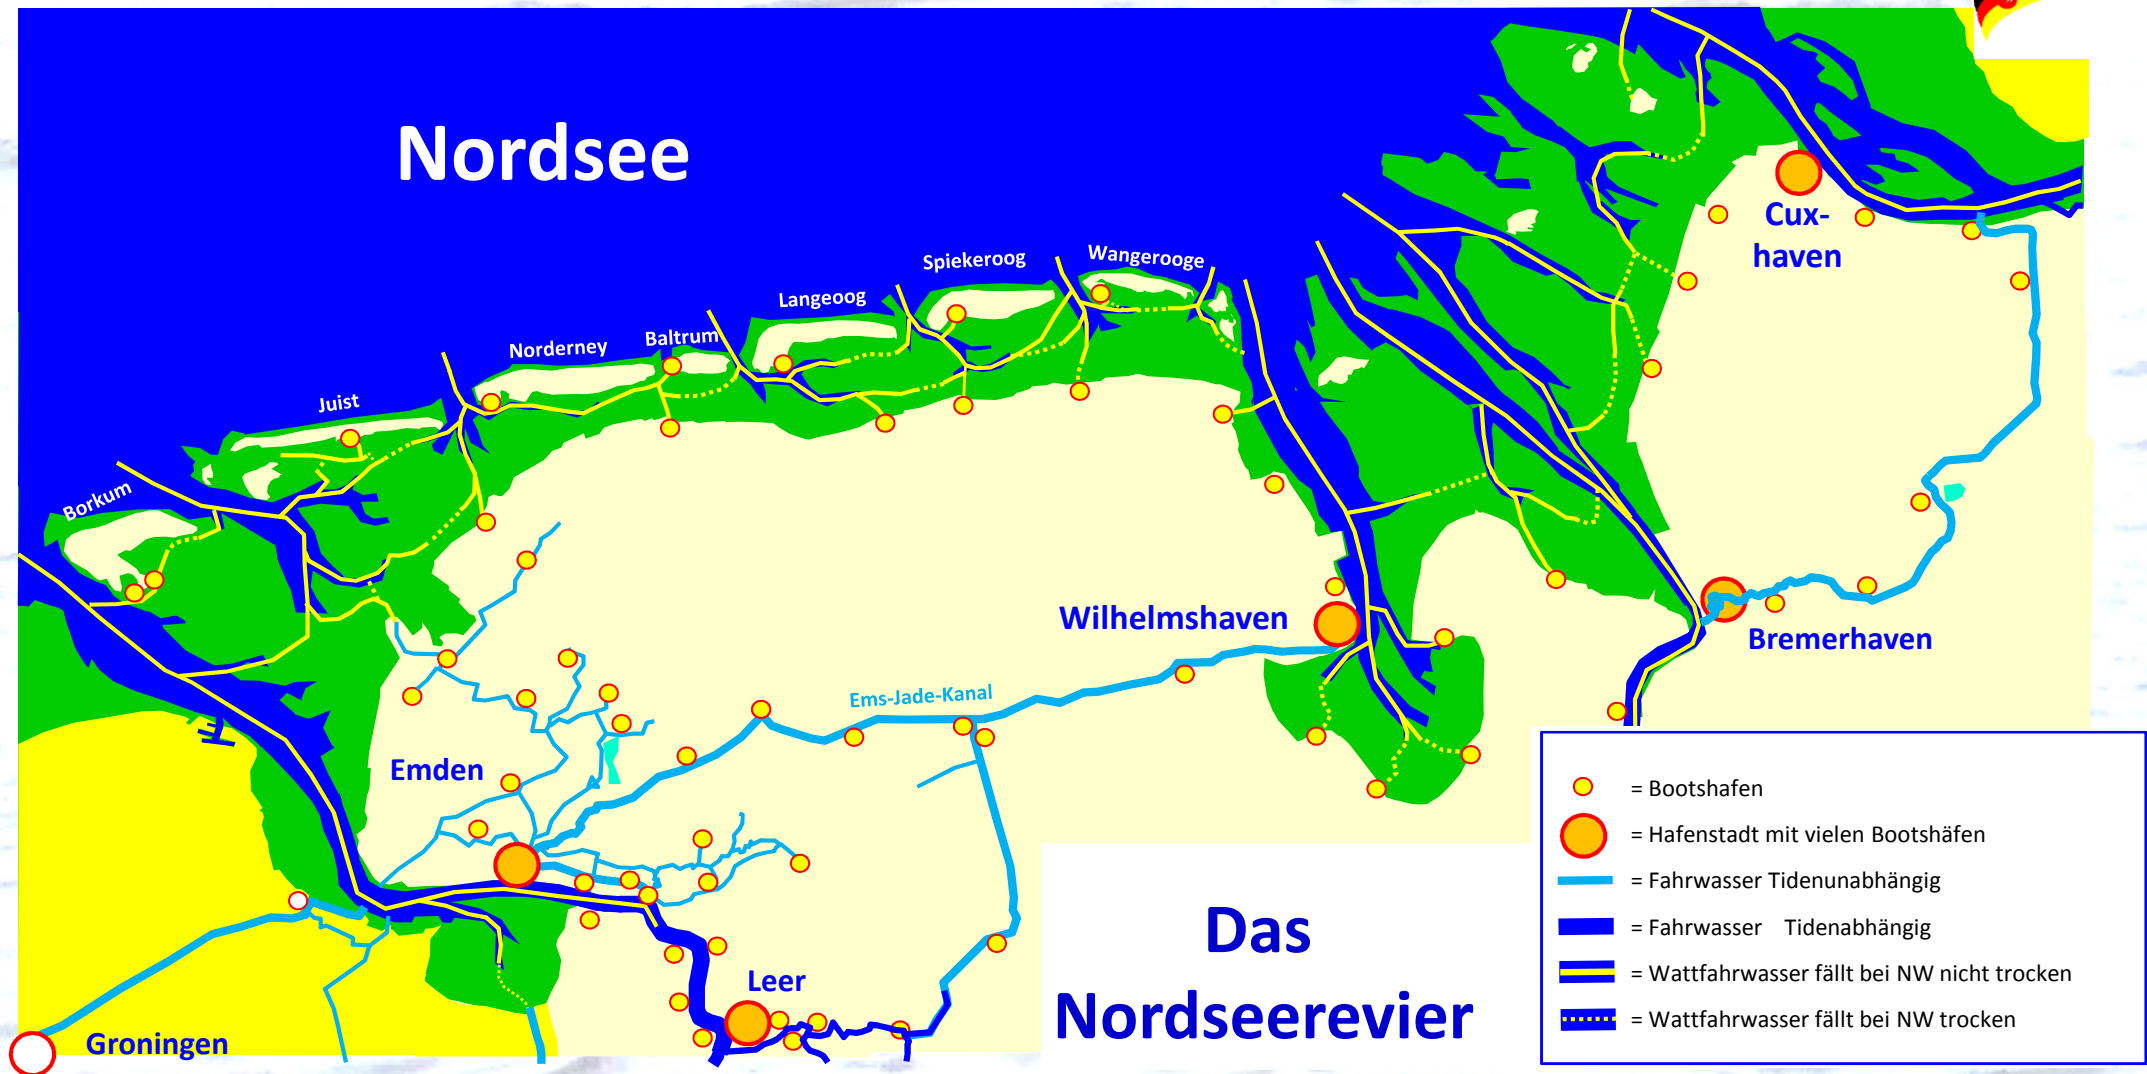 Nordsee
Cux-
haven
Wangerooge
Spiekeroog
Langeoog
Baltrum
Norderney
Juist
Borkum
Wilhelmshaven
Bremerhaven
Ems-Jade-Kanal
Emden
Leer
Groningen
Das
Nordseerevier
= Bootshafen
= Hafenstadt mit vielen Bootshäfen
= Fahrwasser Tidenunabhängig
= Fahrwasser Tidenabhängig
= Wattfahrwasser fällt bei NW nicht trocken
= Wattfahrwasser fällt bei NW trocken